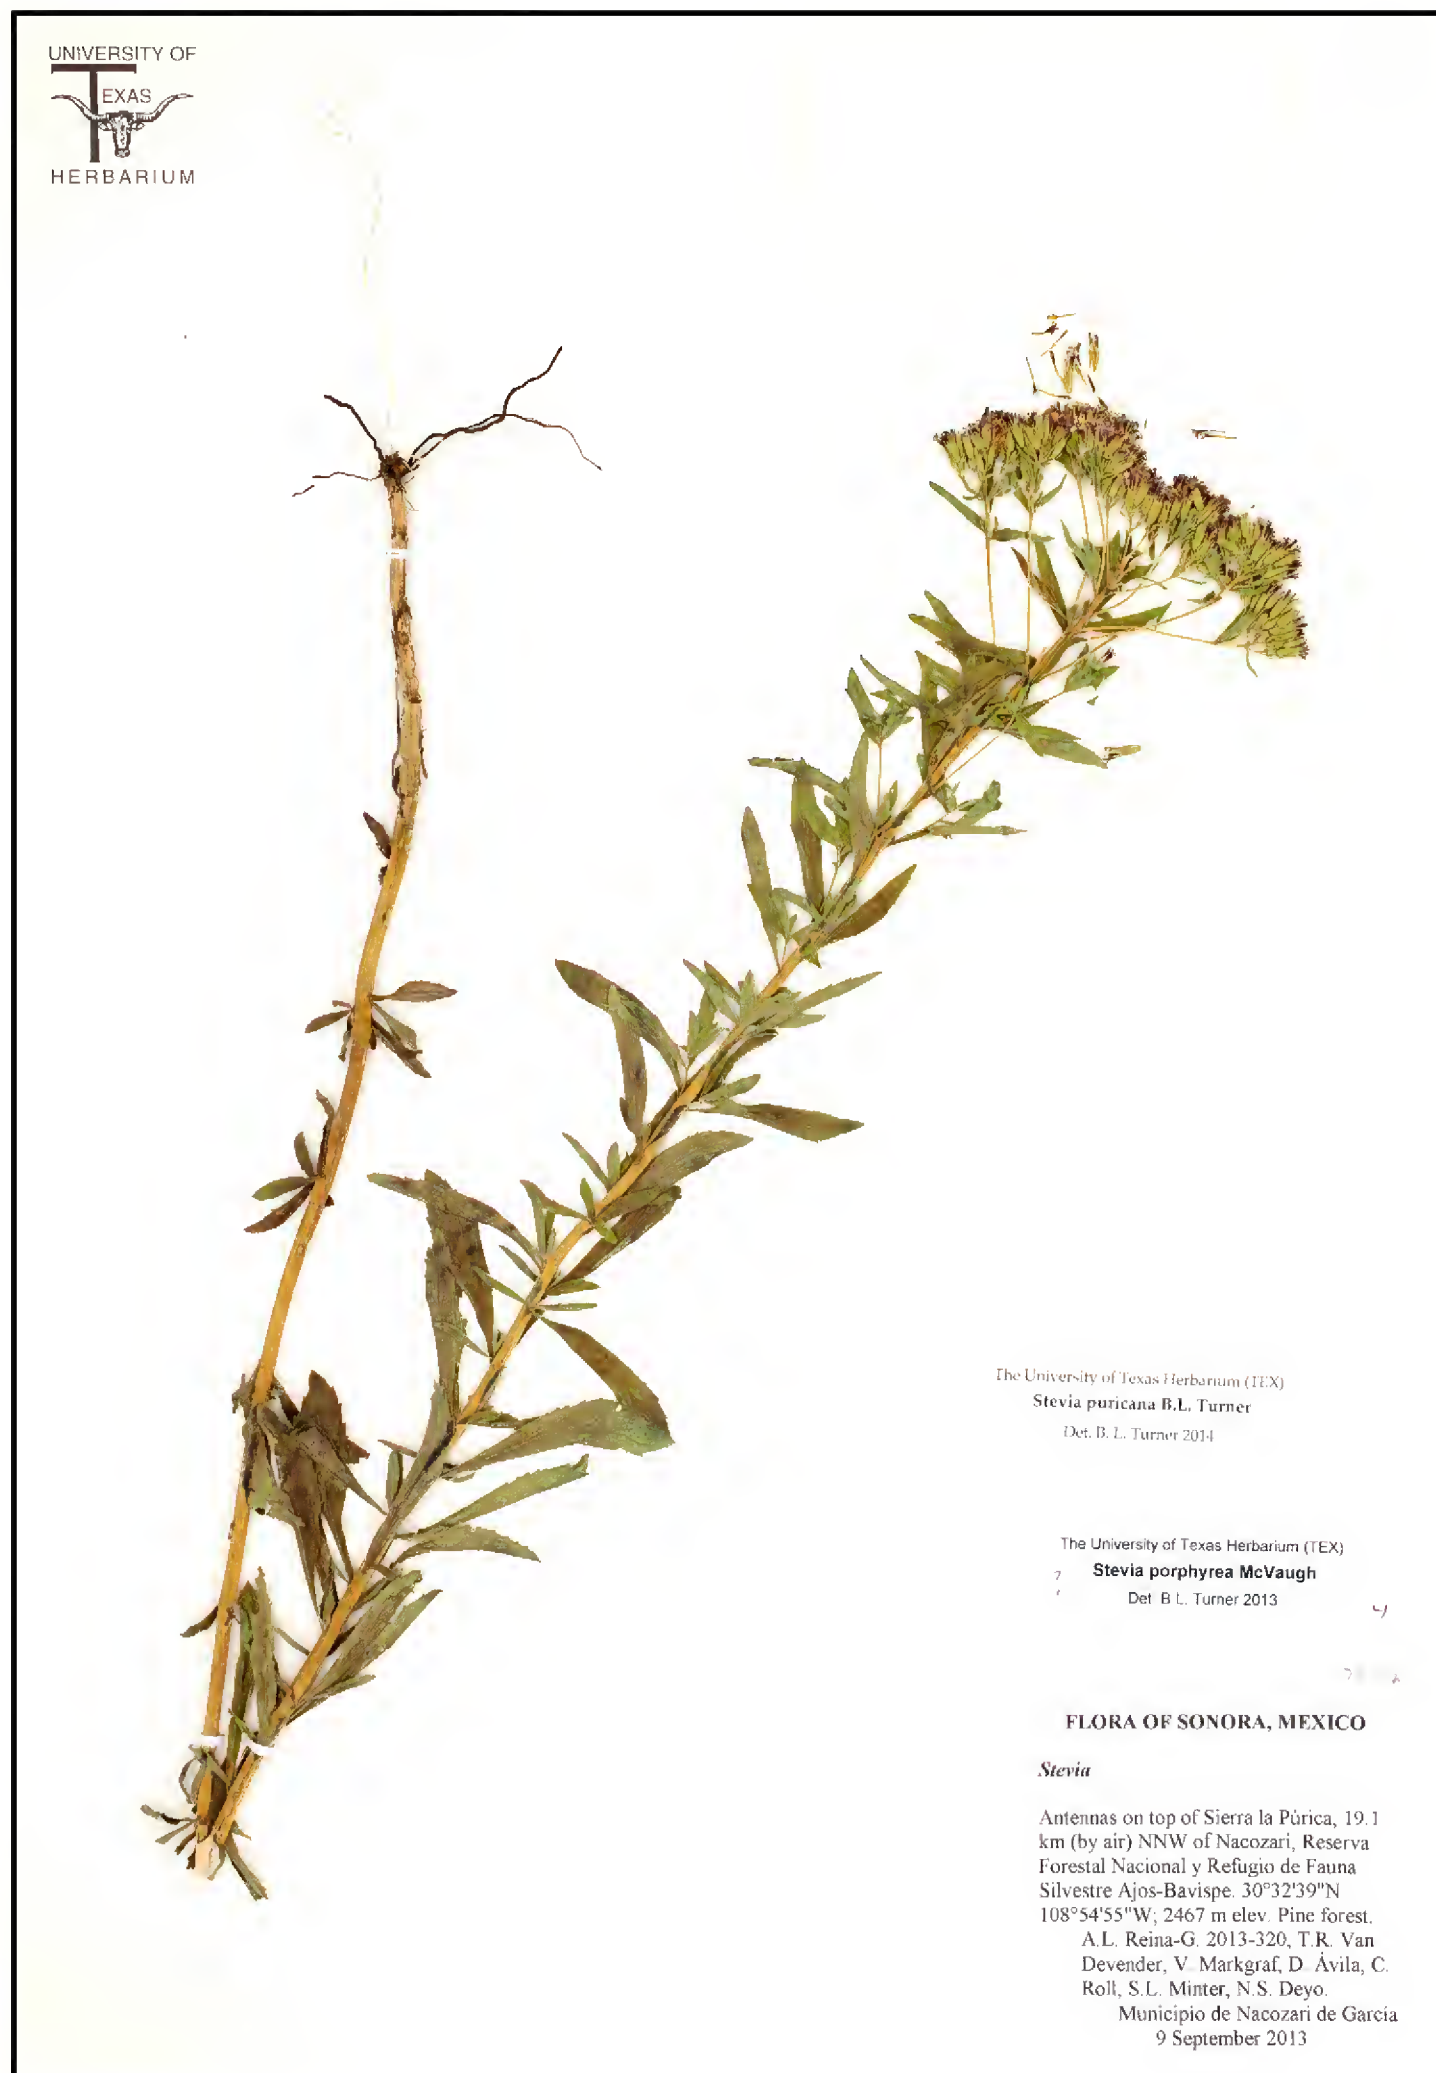 UNIVERSITY OF
TEXAS
HERBARIUM
The University of Texas Herbarium (TEX)
Stevia puricana B.L. Turner
Det. B. L. Turner 2014
The University of Texas Herbarium (TEX)
? Stevia porphyrea McVaugh
Det B L. Turner 2013
FLORA OF SONORA, MEXICO
Stevia
Antennas on top of Sierra la Púrica, 19.1
km (by air) NNW of Nacozari, Reserva
Forestal Nacional y Refugio de Fauna
Silvestre Ajos-Bavispe. 30°32'39"N
108°54'55"W; 2467 m elev. Pine forest.
A.L. Reina-G. 2013-320, T.R. Van
Devender, V. Markgraf, D. Ávila, C.
Roll, S.L. Minter, N.S. Deyo.
Municipio de Nacozari de García
9 September 2013